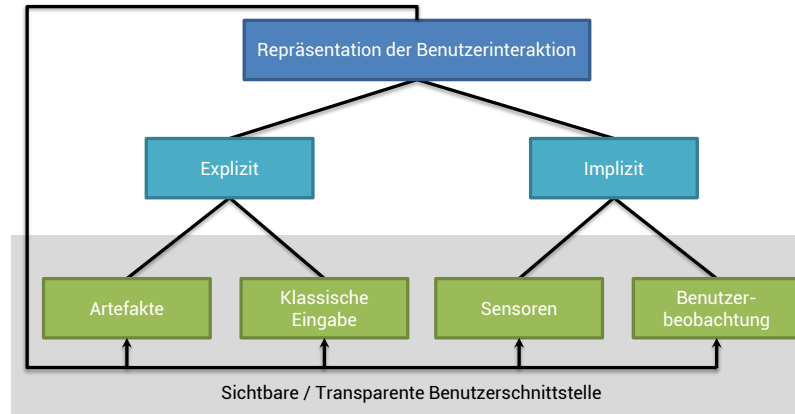 Repräsentation der Benutzerinteraktion
Explizit
Implizit
Artefakte
Klassische
Eingabe
Sensoren
Benutzer-
beobachtung
Sichtbare / Transparente Benutzerschnittstelle